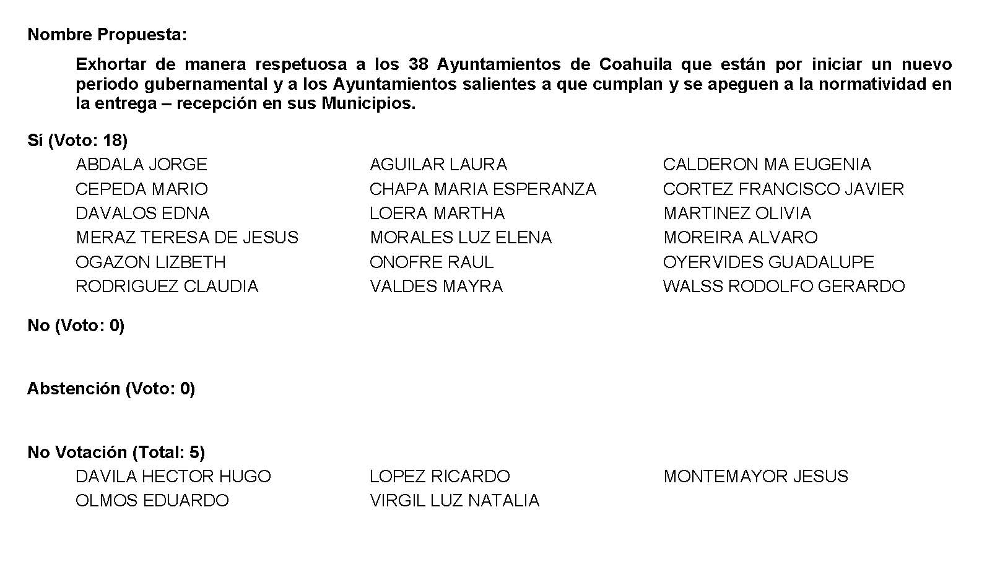 Nombre Propuesta:
Exhortar de manera respetuosa a los 38 Ayuntamientos de Coahuila que están por iniciar un nuevo
periodo gubernamental y a los Ayuntamientos salientes a que cumplan y se apeguen a la normatividad en
la entrega – recepción en sus Municipios.
Sí (Voto: 18)
ABDALA JORGE AGUILAR LAURA CALDERON MA EUGENIA
CEPEDA MARIO CHAPA MARIA ESPERANZA CORTEZ FRANCISCO JAVIER
DAVALOS EDNA LOERA MARTHA MARTINEZ OLIVIA
MERAZ TERESA DE JESUS MORALES LUZ ELENA MOREIRA ALVARO
OGAZON LIZBETH ONOFRE RAUL OYERVIDES GUADALUPE
RODRIGUEZ CLAUDIA VALDES MAYRA WALSS RODOLFO GERARDO
No (Voto: 0)
Abstención (Voto: 0)
No Votación (Total: 5)
DAVILA HECTOR HUGO LOPEZ RICARDO MONTEMAYOR JESUS
OLMOS EDUARDO VIRGIL LUZ NATALIA